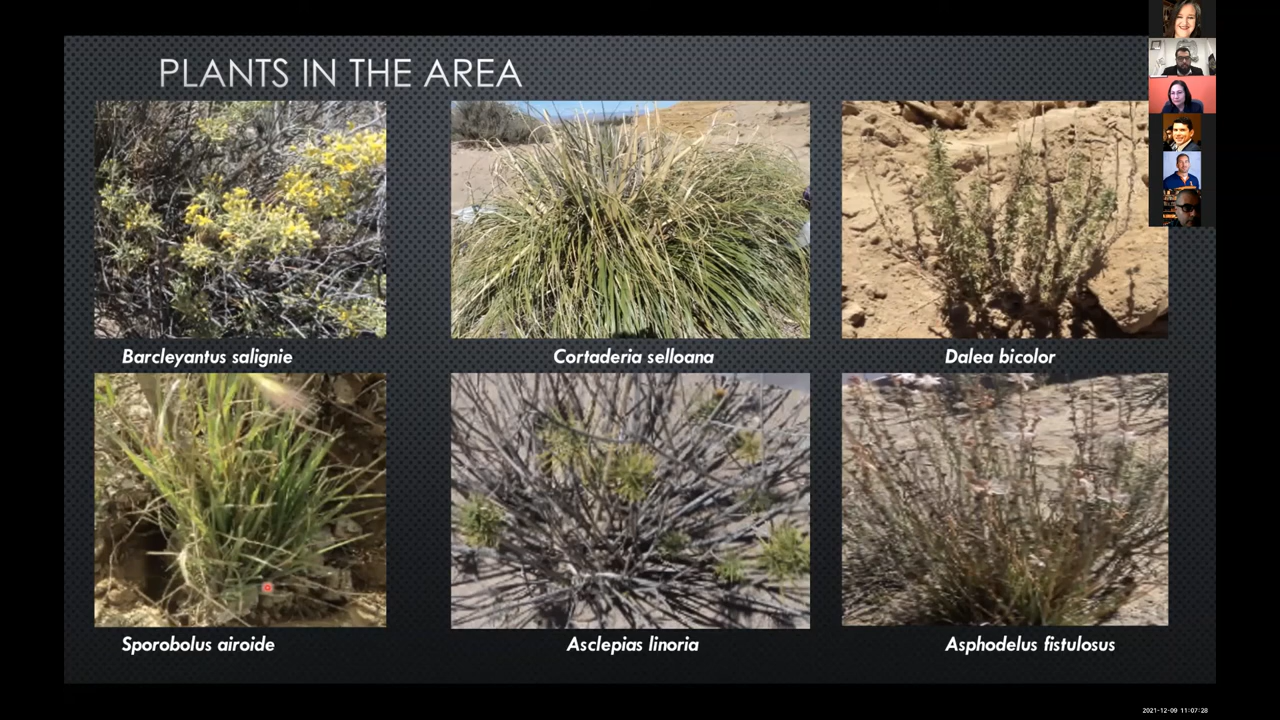 PLANTS IN THE AREA
Barcleyantus salignie
Cortaderia selloana
Dalea bicolor
Sporobolus airoide
Asclepias linoria
Asphodelus fistulosus
2021-12-09 11:07:28